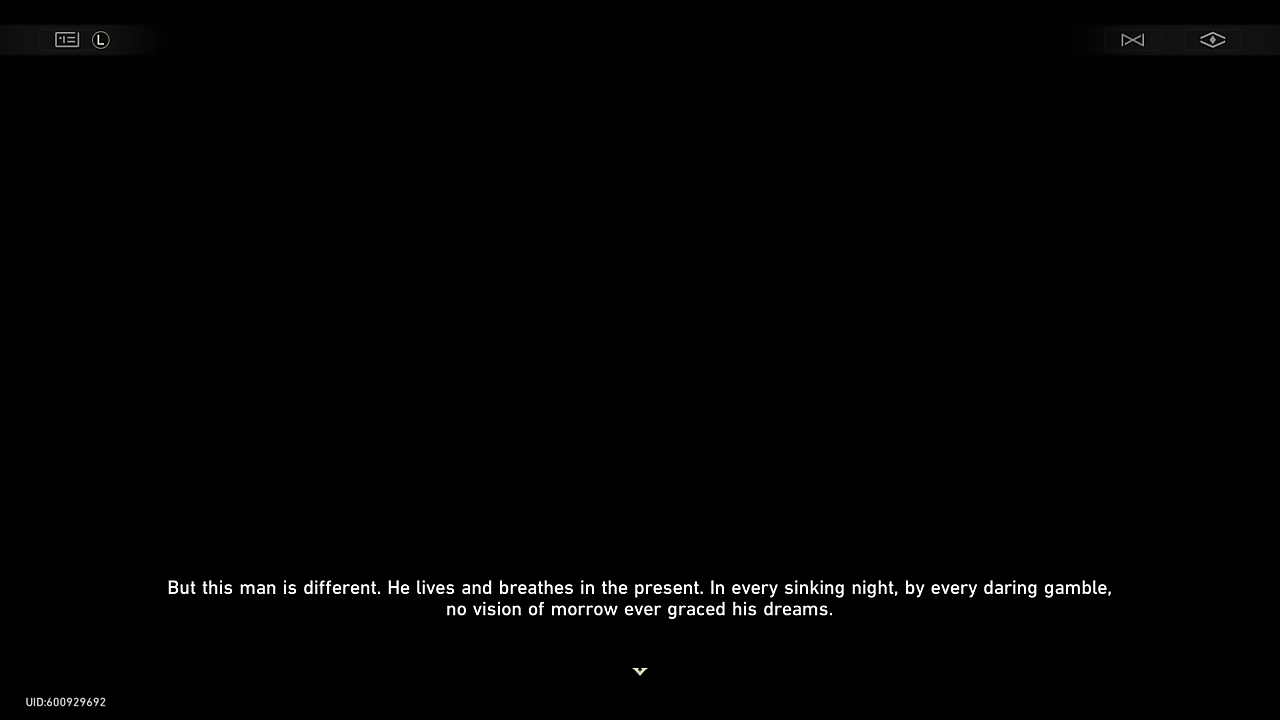 L
But this man is different. He lives and breathes in the present. In every sinking night, by every daring gamble,
no vision of morrow ever graced his dreams.
UID:600929692